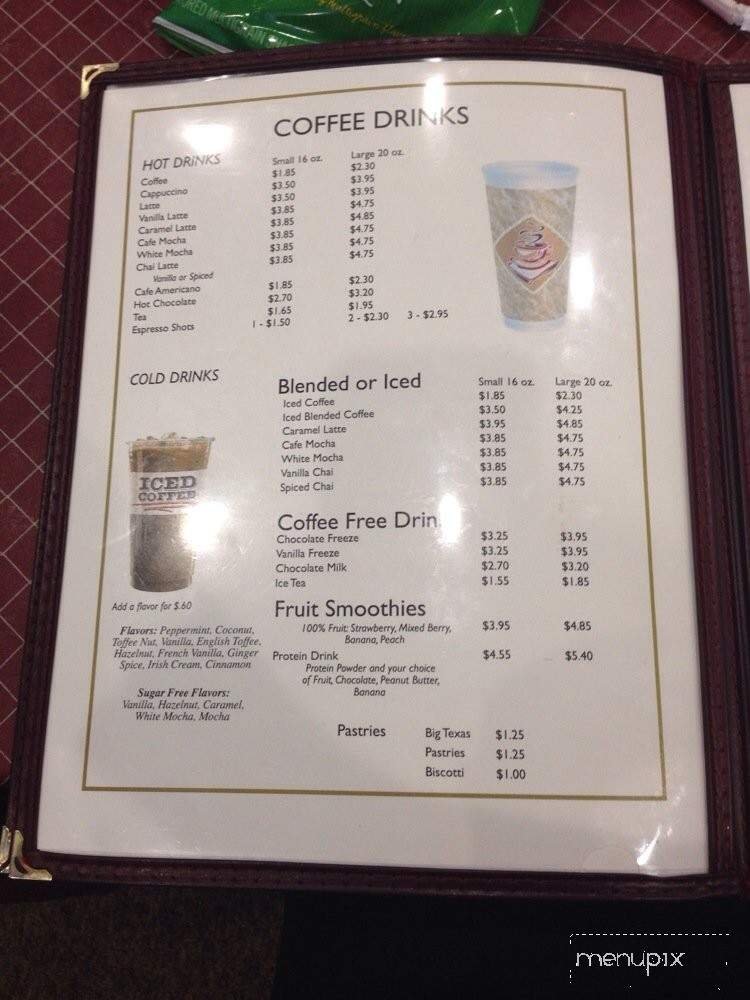 COFFEE DRINKS
HOT DRINKS Small 16 oz. Large 20 oz.
Coffee $1.85 $2.30
Cappuccino $3.50 $3.95
Latte $3.50 $3.95
Vanilla Latte $3.85 $4.75
Caramel Latte $3.85 $4.85
Cafe Mocha $3.85 $4.75
White Mocha $3.85 $4.75
Chai Latte $3.85 $4.75
Vanilla or Spiced
Cafe Americano $1.85 $2.30
Hot Chocolate $2.70 $3.20
Tea $1.65 $1.95
Espresso Shots 1 - $1.50 2 - $2.30 3 - $2.95
COLD DRINKS
ICED
COFFEE
Add a flavor for $.60
Flavors: Peppermint, Coconut,
Toffee Nut, Vanilla, English Toffee,
Hazelnut, French Vanilla, Ginger
Spice, Irish Cream, Cinnamon
Sugar Free Flavors:
Vanilla, Hazelnut, Caramel,
White Mocha, Mocha
Blended or Iced Small 16 oz. Large 20 oz.
Iced Coffee $1.85 $2.30
Iced Blended Coffee $3.50 $4.25
Caramel Latte $3.95 $4.85
Cafe Mocha $3.85 $4.75
White Mocha $3.85 $4.75
Vanilla Chai $3.85 $4.75
Spiced Chai $3.85 $4.75
Coffee Free Drin
Chocolate Freeze $3.25 $3.95
Vanilla Freeze $3.25 $3.95
Chocolate Milk $2.70 $3.20
Ice Tea $1.55 $1.85
Fruit Smoothies
100% Fruit: Strawberry, Mixed Berry, $3.95 $4.85
Banana, Peach
Protein Drink $4.55 $5.40
Protein Powder and your choice
of Fruit, Chocolate, Peanut Butter,
Banana
Pastries Big Texas $1.25
Pastries $1.25
Biscotti $1.00
menupix